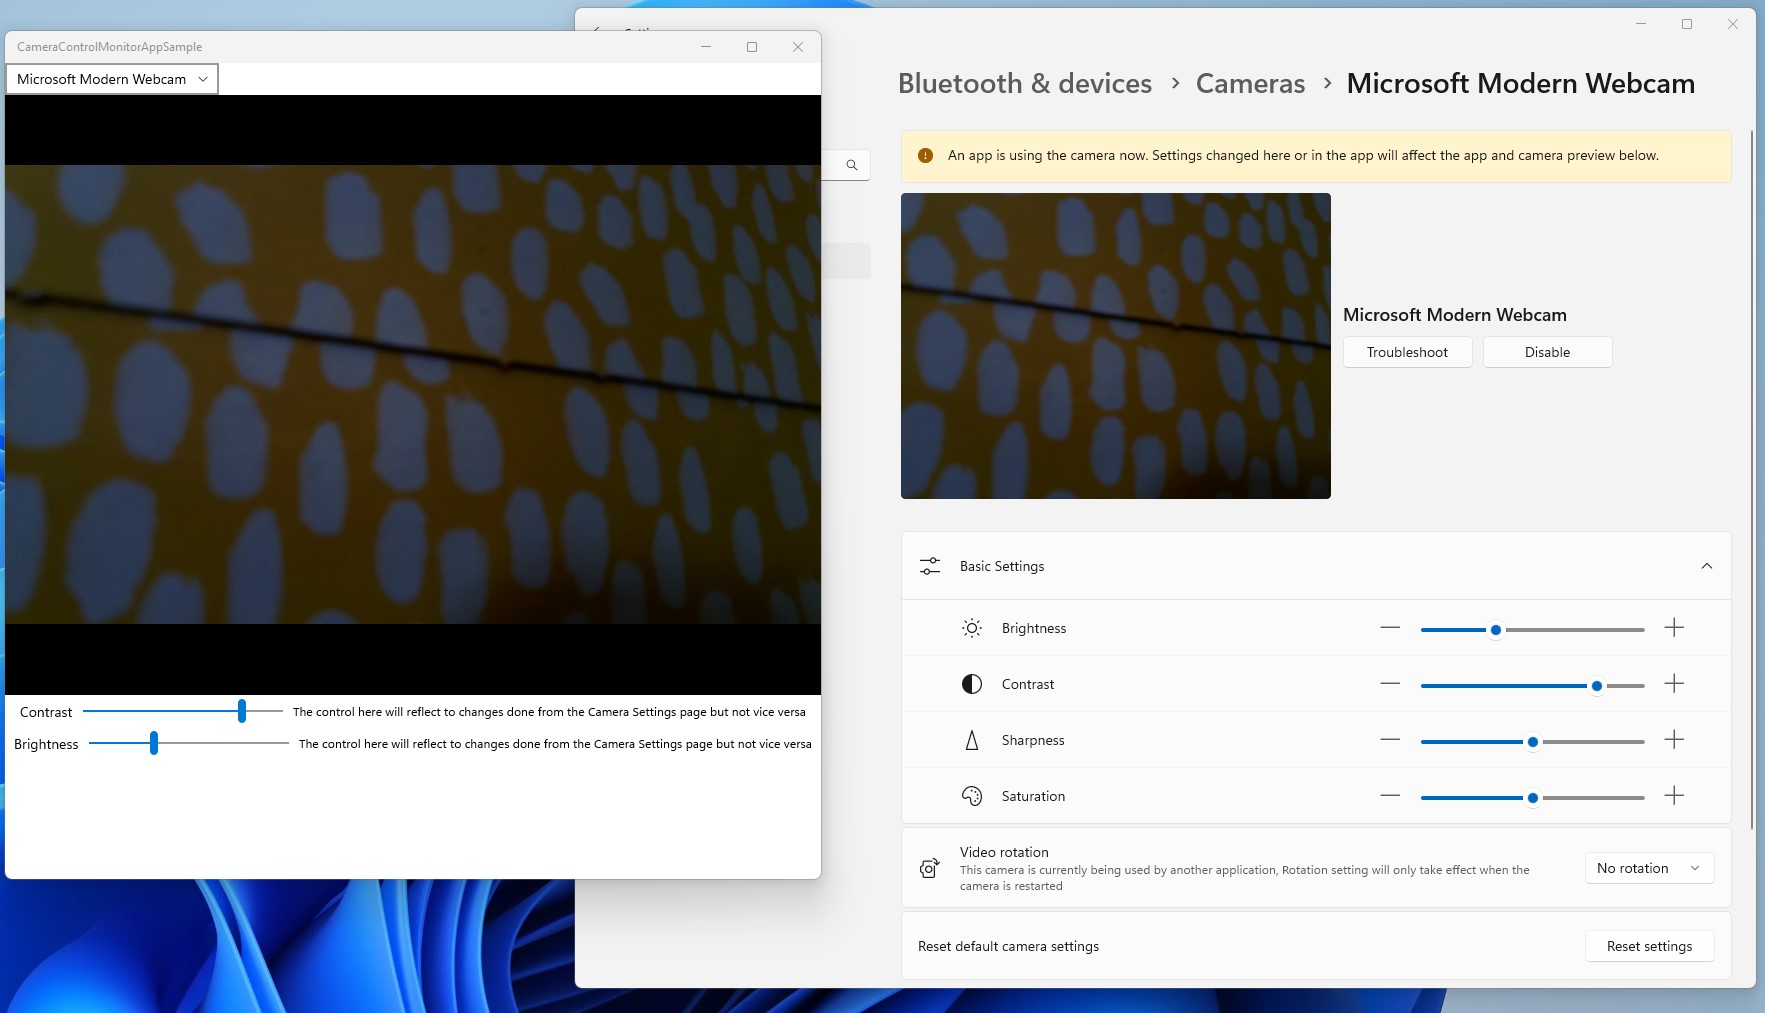 CameraControlMonitorAppSample
Microsoft Modern Webcam
Contrast The control here will reflect to changes done from the Camera Settings page but not vice versa
Brightness The control here will reflect to changes done from the Camera Settings page but not vice versa
Bluetooth & devices > Cameras > Microsoft Modern Webcam
An app is using the camera now. Settings changed here or in the app will affect the app and camera preview below.
Microsoft Modern Webcam
Troubleshoot Disable
Basic Settings
Brightness
Contrast
Sharpness
Saturation
Video rotation
This camera is currently being used by another application, Rotation setting will only take effect when the
camera is restarted
No rotation
Reset default camera settings
Reset settings